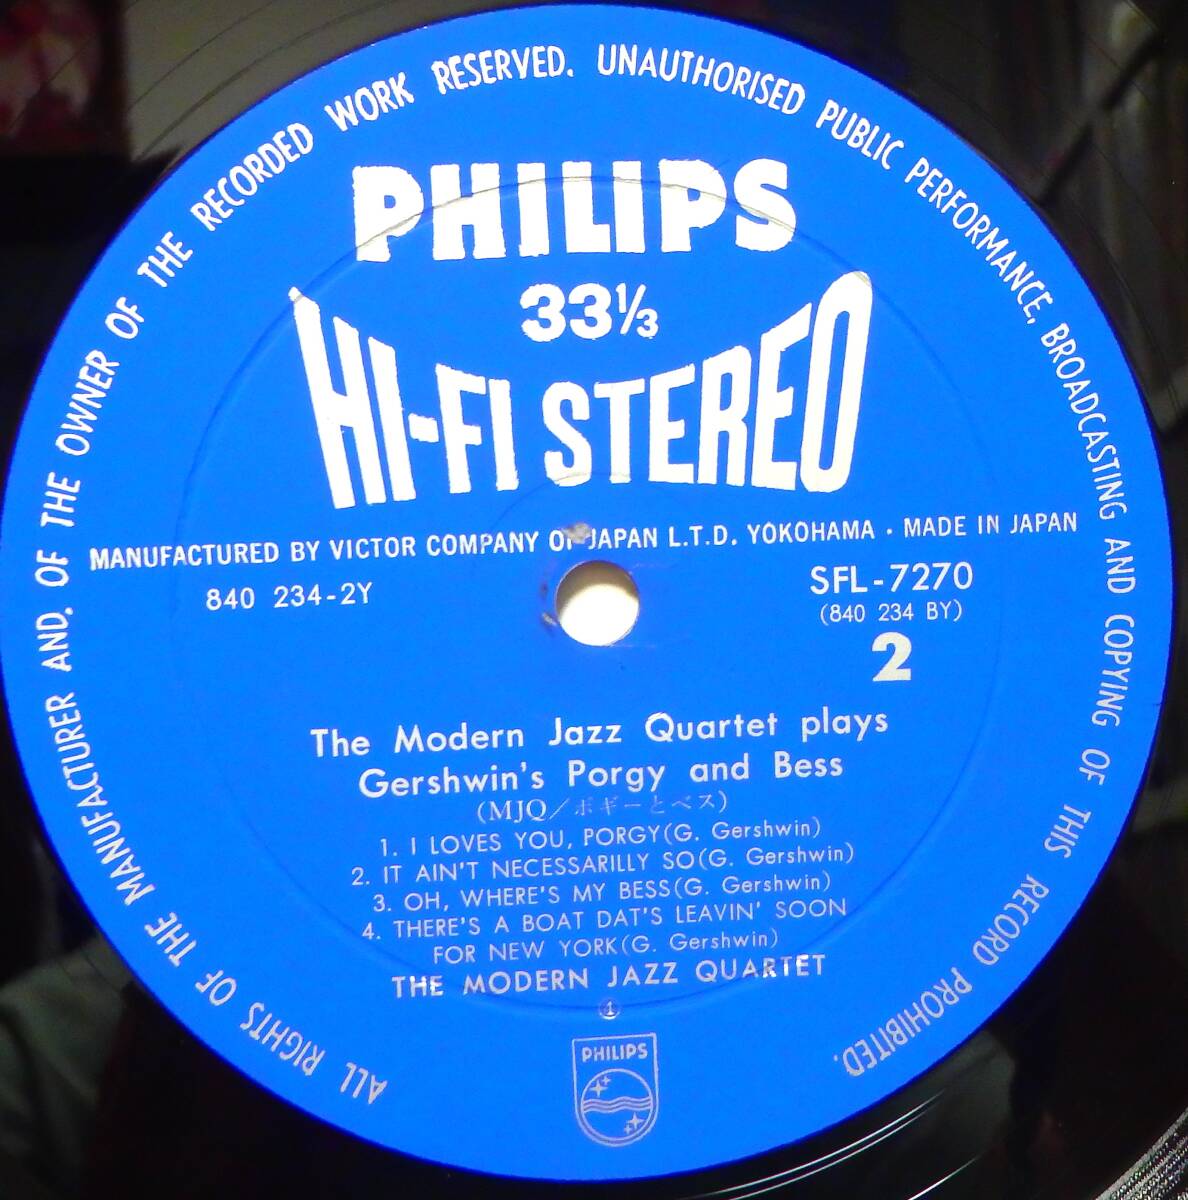 ALL RIGHTS OF THE MANUFACTURER AND, OF THE OWNER OF THE RECORDED WORK RESERVED. UNAUTHORISED PUBLIC PERFORMANCE, BROADCASTING AND COPYING OF THIS RECORD PROHIBITED.
PHILIPS
33⅓
HI-FI STEREO
MANUFACTURED BY VICTOR COMPANY OF JAPAN L.T.D. YOKOHAMA • MADE IN JAPAN
840 234-2Y
SFL-7270
(840 234 BY)
2
The Modern Jazz Quartet plays
Gershwin's Porgy and Bess
(MJQ/ポギーとベス)
1. I LOVES YOU, PORGY(G. Gershwin)
2. IT AIN'T NECESSARILLY SO(G. Gershwin)
3. OH, WHERE'S MY BESS(G. Gershwin)
4. THERE'S A BOAT DAT'S LEAVIN' SOON
FOR NEW YORK(G. Gershwin)
THE MODERN JAZZ QUARTET
①
PHILIPS